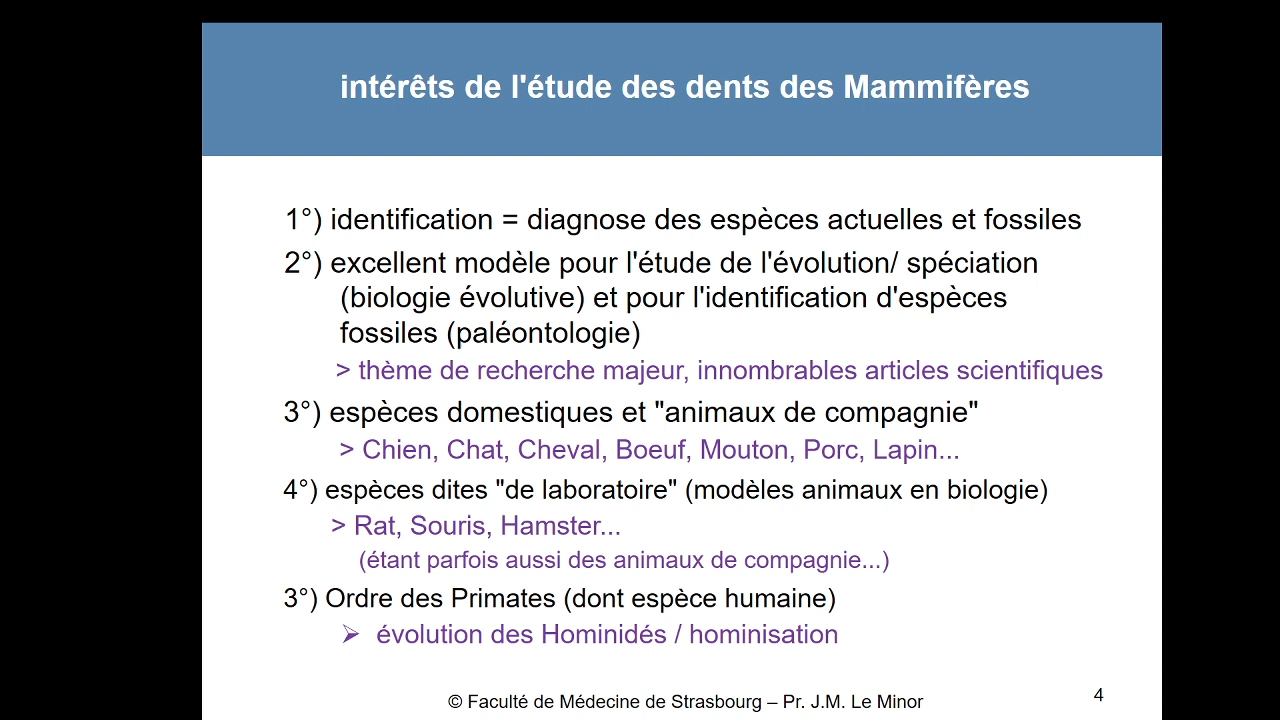 intérêts de l'étude des dents des Mammifères
1°) identification = diagnose des espèces actuelles et fossiles
2°) excellent modèle pour l'étude de l'évolution/ spéciation
(biologie évolutive) et pour l'identification d'espèces
fossiles (paléontologie)
> thème de recherche majeur, innombrables articles scientifiques
3°) espèces domestiques et "animaux de compagnie"
> Chien, Chat, Cheval, Boeuf, Mouton, Porc, Lapin...
4°) espèces dites "de laboratoire" (modèles animaux en biologie)
> Rat, Souris, Hamster...
(étant parfois aussi des animaux de compagnie...)
3°) Ordre des Primates (dont espèce humaine)
➢ évolution des Hominidés / hominisation
© Faculté de Médecine de Strasbourg – Pr. J.M. Le Minor
4